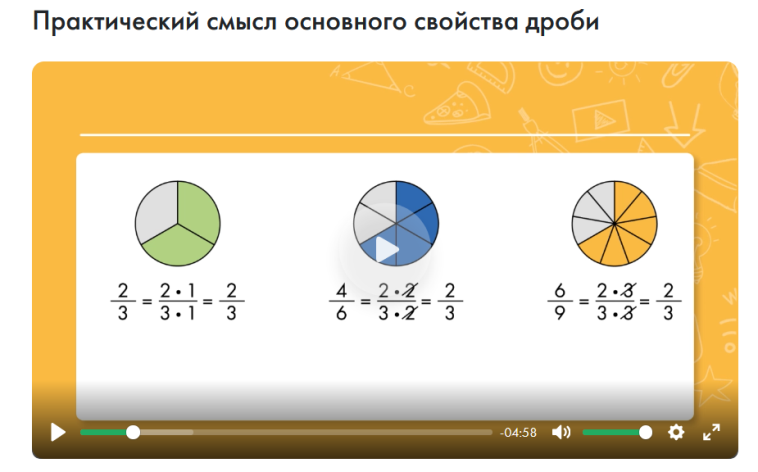 Практический смысл основного свойства дроби
A
C
2/3 = 2 • 1/3 • 1 = 2/3
4/6 = 2 • 2/3 • 2 = 2/3
6/9 = 2 • 3/3 • 3 = 2/3
-04:58